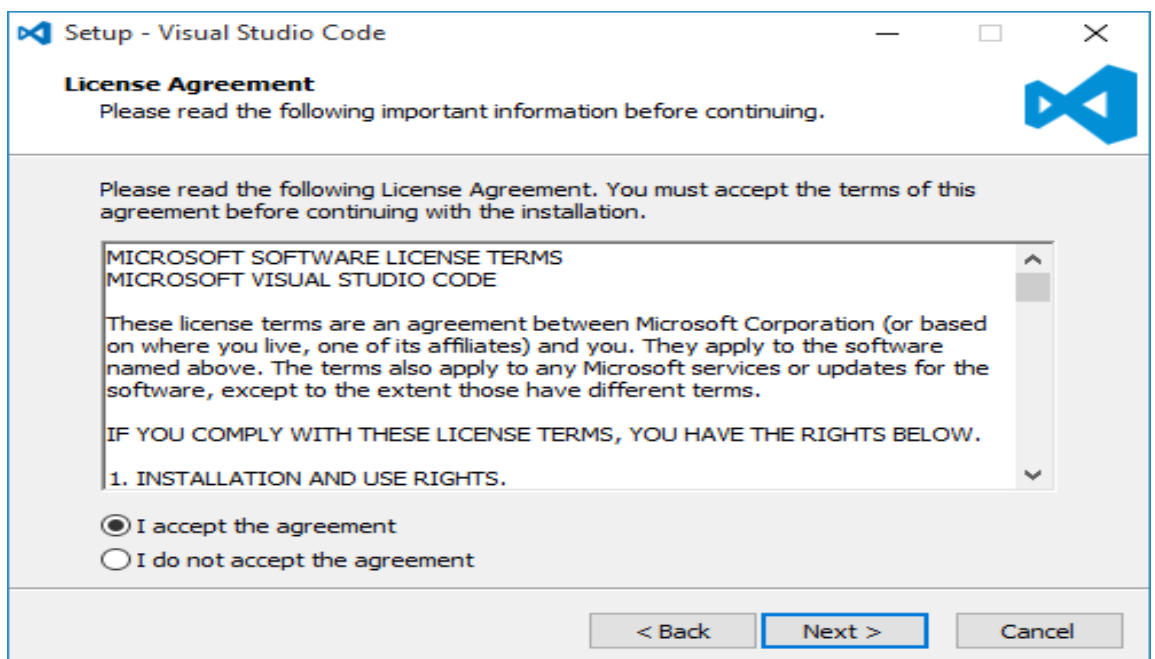 Setup - Visual Studio Code
License Agreement
Please read the following important information before continuing.
Please read the following License Agreement. You must accept the terms of this
agreement before continuing with the installation.
MICROSOFT SOFTWARE LICENSE TERMS
MICROSOFT VISUAL STUDIO CODE
These license terms are an agreement between Microsoft Corporation (or based
on where you live, one of its affiliates) and you. They apply to the software
named above. The terms also apply to any Microsoft services or updates for the
software, except to the extent those have different terms.
IF YOU COMPLY WITH THESE LICENSE TERMS, YOU HAVE THE RIGHTS BELOW.
1. INSTALLATION AND USE RIGHTS.
I accept the agreement
I do not accept the agreement
< Back Next > Cancel